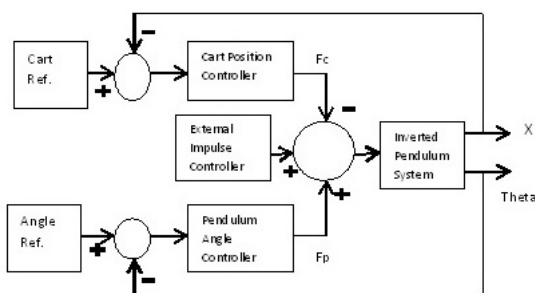 Cart
Ref.
Cart Position
Controller
Fc
External
Impulse
Controller
Inverted
Pendulum
System
X
Theta
Angle
Ref.
Pendulum
Angle
Controller
Fp